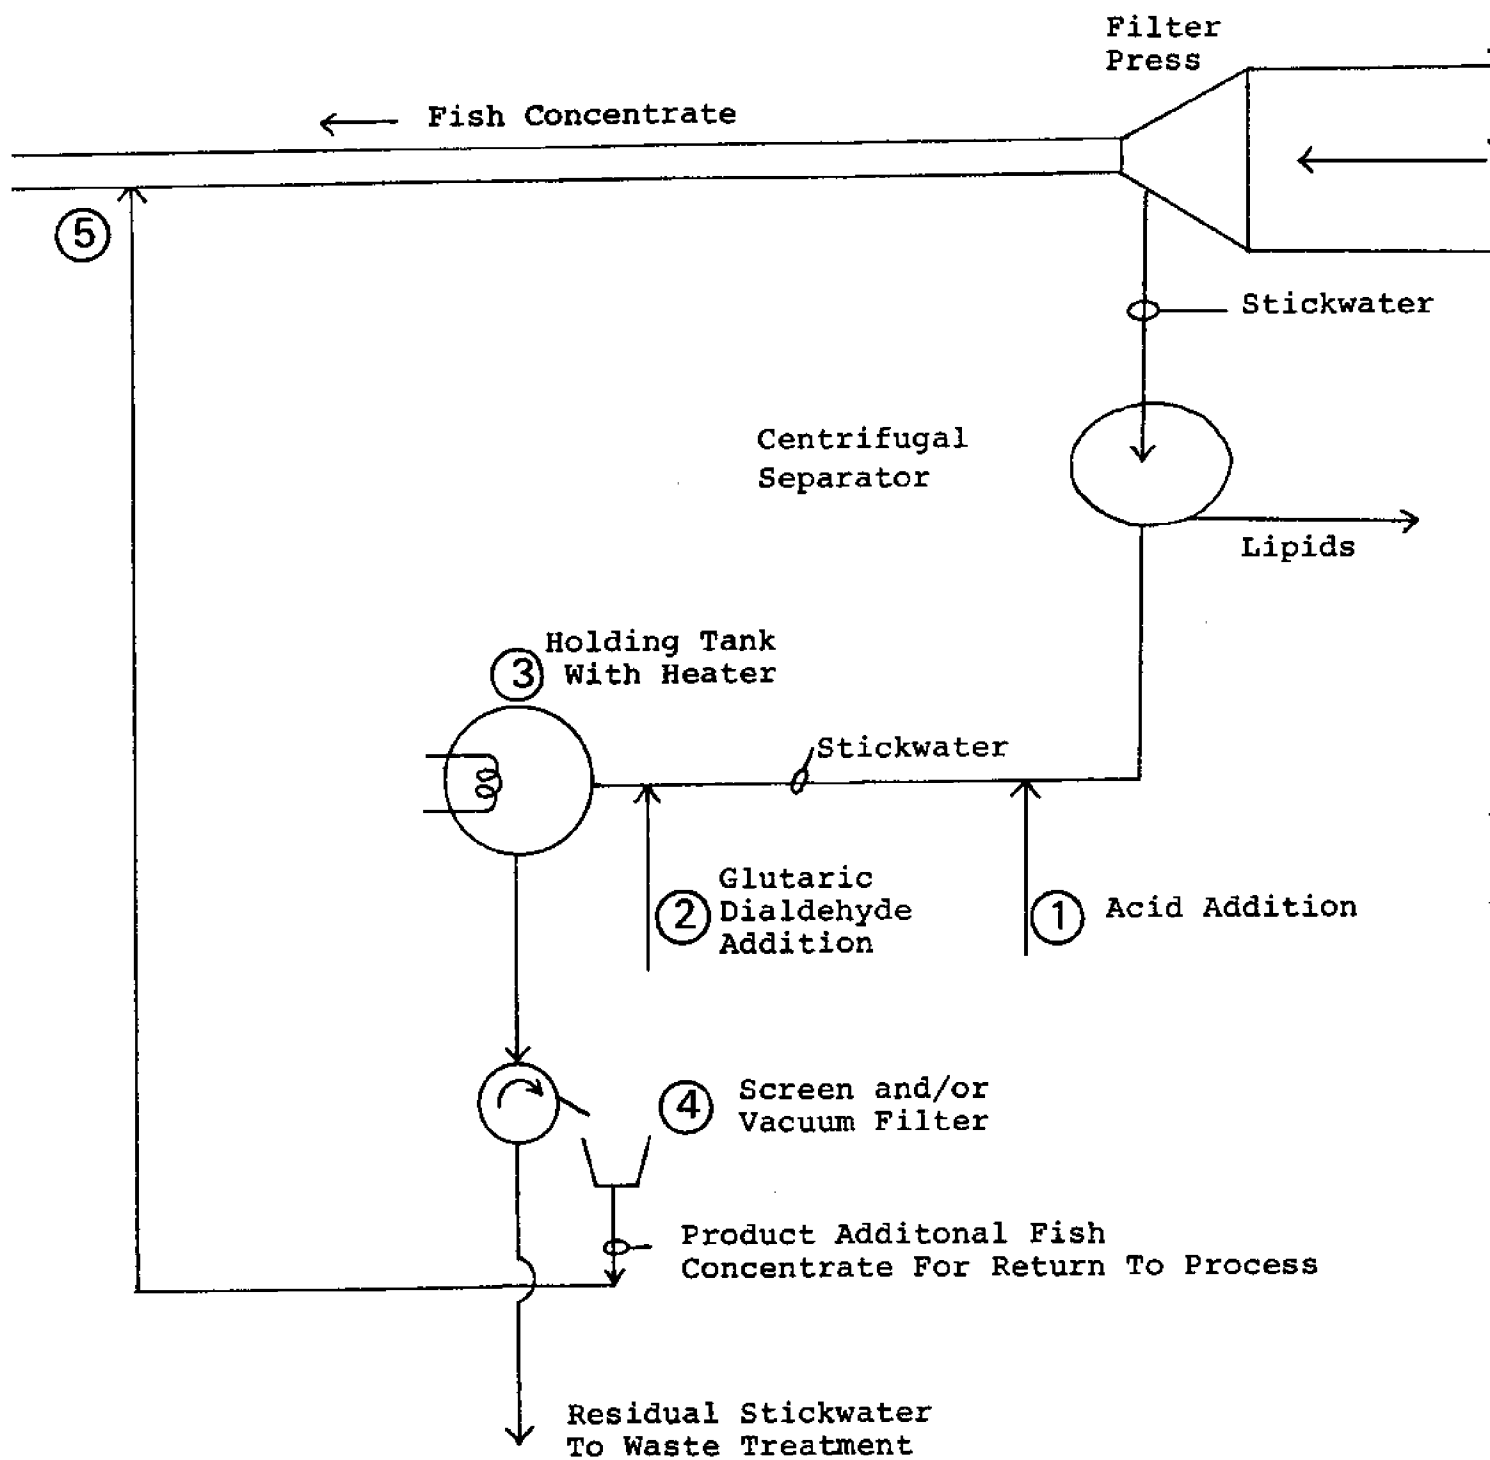 Filter
Press
Fish Concentrate
5
Stickwater
Centrifugal
Separator
Lipids
Holding Tank
3 With Heater
Stickwater
Glutaric
2 Dialdehyde
Addition
1 Acid Addition
4 Screen and/or
Vacuum Filter
Product Additonal Fish
Concentrate For Return To Process
Residual Stickwater
To Waste Treatment